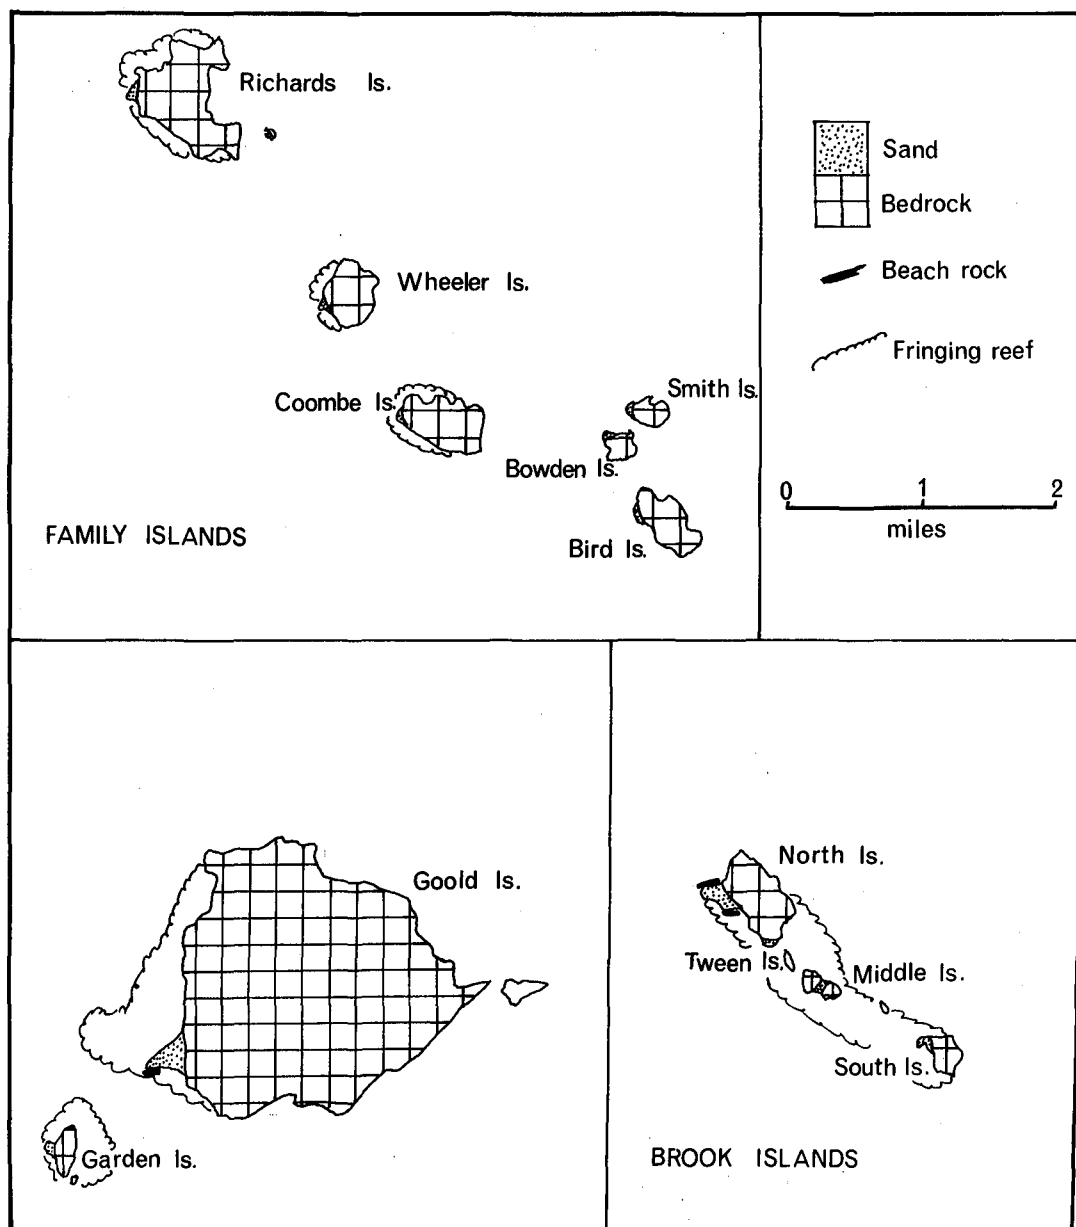 Richards Is.
Wheeler Is.
Coombe Is.
Smith Is.
Bowden Is.
Bird Is.
FAMILY ISLANDS
Sand
Bedrock
Beach rock
Fringing reef
0 1 2
miles
Goold Is.
Garden Is.
North Is.
Tween Is.
Middle Is.
South Is.
BROOK ISLANDS